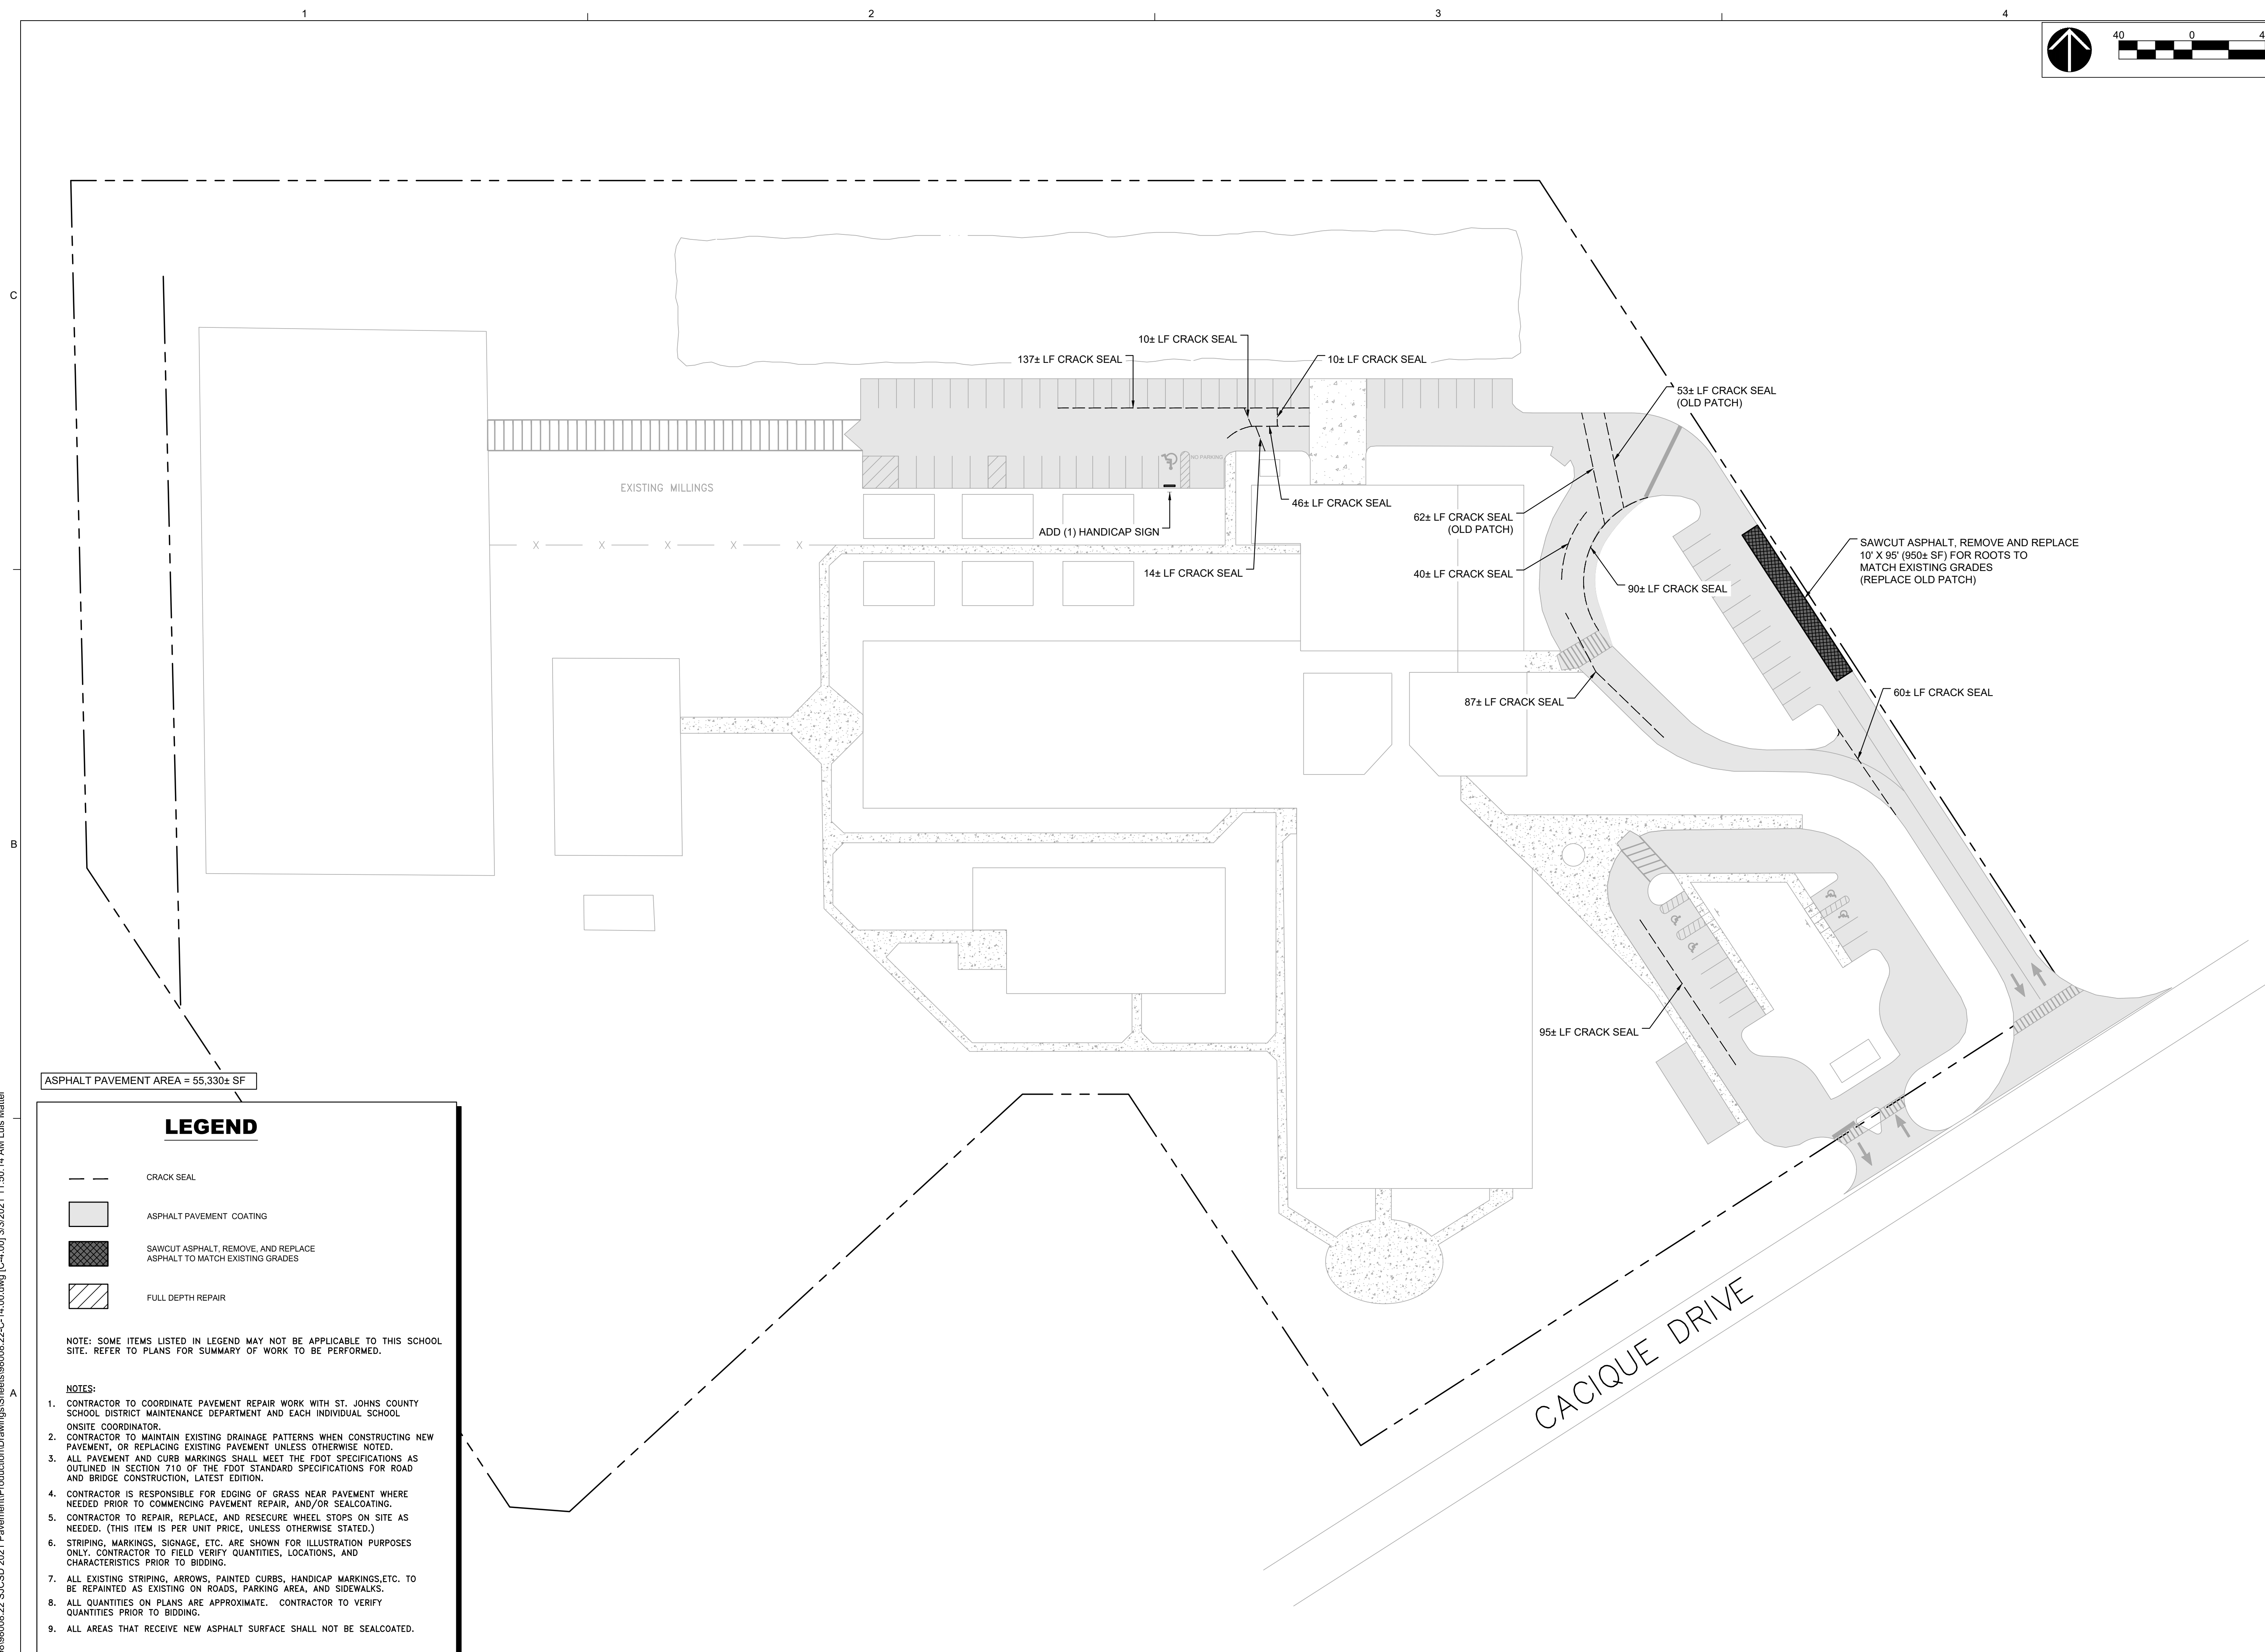 1
2
3
4
40
0
C
B
A
10± LF CRACK SEAL
137± LF CRACK SEAL
10± LF CRACK SEAL
53± LF CRACK SEAL
(OLD PATCH)
NO PARKING
EXISTING MILLINGS
46± LF CRACK SEAL
62± LF CRACK SEAL
(OLD PATCH)
ADD (1) HANDICAP SIGN
SAWCUT ASPHALT, REMOVE AND REPLACE
10' X 95' (950± SF) FOR ROOTS TO
MATCH EXISTING GRADES
(REPLACE OLD PATCH)
X X X X X
14± LF CRACK SEAL
40± LF CRACK SEAL
90± LF CRACK SEAL
87± LF CRACK SEAL
60± LF CRACK SEAL
95± LF CRACK SEAL
CACIQUE DRIVE
ASPHALT PAVEMENT AREA = 55,330± SF
LEGEND
CRACK SEAL
ASPHALT PAVEMENT COATING
SAWCUT ASPHALT, REMOVE, AND REPLACE
ASPHALT TO MATCH EXISTING GRADES
FULL DEPTH REPAIR
NOTE: SOME ITEMS LISTED IN LEGEND MAY NOT BE APPLICABLE TO THIS SCHOOL
SITE. REFER TO PLANS FOR SUMMARY OF WORK TO BE PERFORMED.
NOTES:
1. CONTRACTOR TO COORDINATE PAVEMENT REPAIR WORK WITH ST. JOHNS COUNTY
SCHOOL DISTRICT MAINTENANCE DEPARTMENT AND EACH INDIVIDUAL SCHOOL
ONSITE COORDINATOR.
2. CONTRACTOR TO MAINTAIN EXISTING DRAINAGE PATTERNS WHEN CONSTRUCTING NEW
PAVEMENT, OR REPLACING EXISTING PAVEMENT UNLESS OTHERWISE NOTED.
3. ALL PAVEMENT AND CURB MARKINGS SHALL MEET THE FDOT SPECIFICATIONS AS
OUTLINED IN SECTION 710 OF THE FDOT STANDARD SPECIFICATIONS FOR ROAD
AND BRIDGE CONSTRUCTION, LATEST EDITION.
4. CONTRACTOR IS RESPONSIBLE FOR EDGING OF GRASS NEAR PAVEMENT WHERE
NEEDED PRIOR TO COMMENCING PAVEMENT REPAIR, AND/OR SEALCOATING.
5. CONTRACTOR TO REPAIR, REPLACE, AND RESECURE WHEEL STOPS ON SITE AS
NEEDED. (THIS ITEM IS PER UNIT PRICE, UNLESS OTHERWISE STATED.)
6. STRIPING, MARKINGS, SIGNAGE, ETC. ARE SHOWN FOR ILLUSTRATION PURPOSES
ONLY. CONTRACTOR TO FIELD VERIFY QUANTITIES, LOCATIONS, AND
CHARACTERISTICS PRIOR TO BIDDING.
7. ALL EXISTING STRIPING, ARROWS, PAINTED CURBS, HANDICAP MARKINGS,ETC. TO
BE REPAINTED AS EXISTING ON ROADS, PARKING AREA, AND SIDEWALKS.
8. ALL QUANTITIES ON PLANS ARE APPROXIMATE. CONTRACTOR TO VERIFY
QUANTITIES PRIOR TO BIDDING.
9. ALL AREAS THAT RECEIVE NEW ASPHALT SURFACE SHALL NOT BE SEALCOATED.